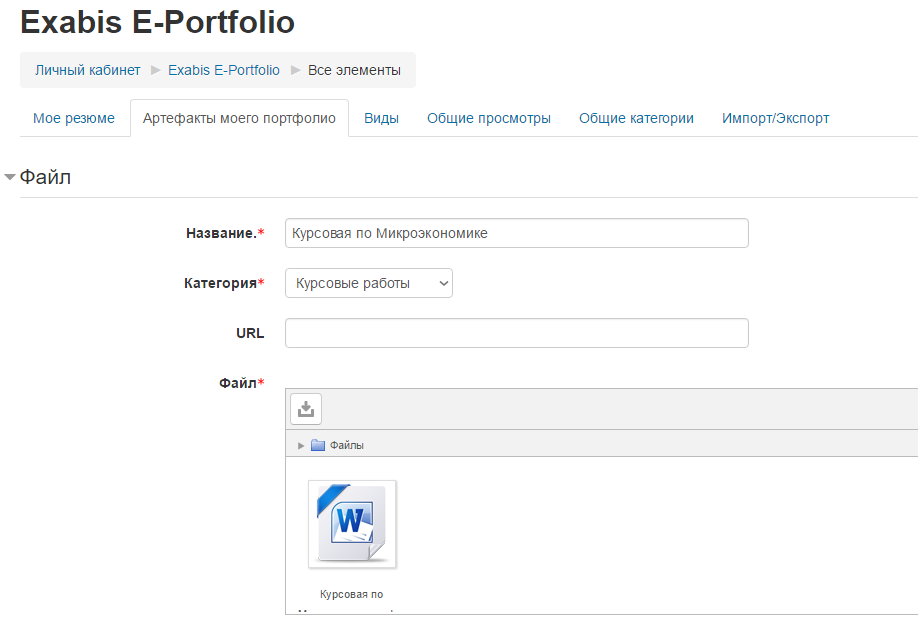 Exabis E-Portfolio
Личный кабинет Exabis E-Portfolio Все элементы
Мое резюме Артефакты моего портфолио Виды Общие просмотры Общие категории Импорт/Экспорт
Файл
Название.* Курсовая по Микроэкономике
Категория* Курсовые работы
URL
Файл*
Файлы
W
Курсовая по